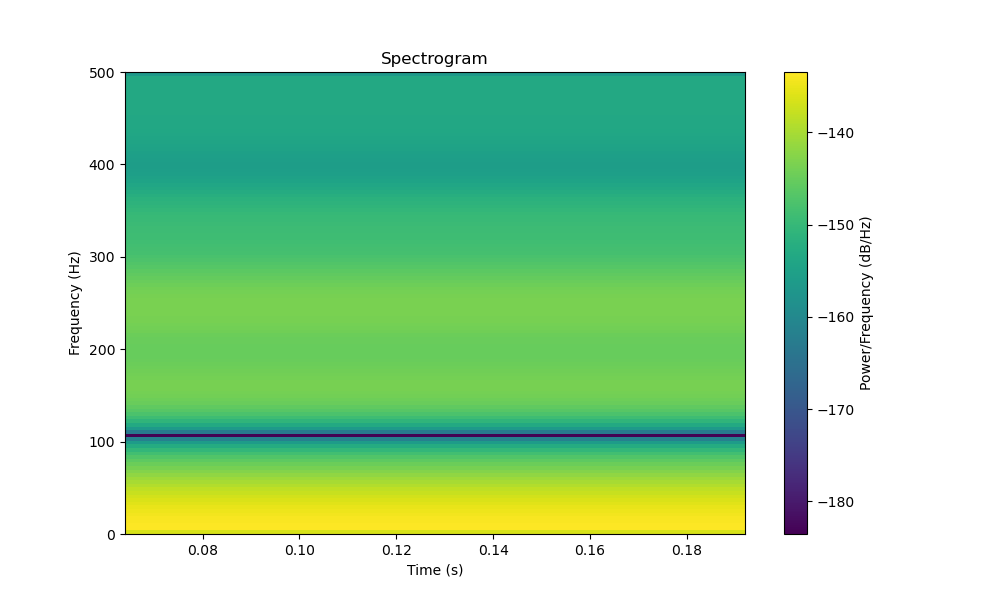 Spectrogram
500
400
300
200
100
0
Frequency (Hz)
0.08 0.10 0.12 0.14 0.16 0.18
Time (s)
−140
−150
−160
−170
−180
Power/Frequency (dB/Hz)